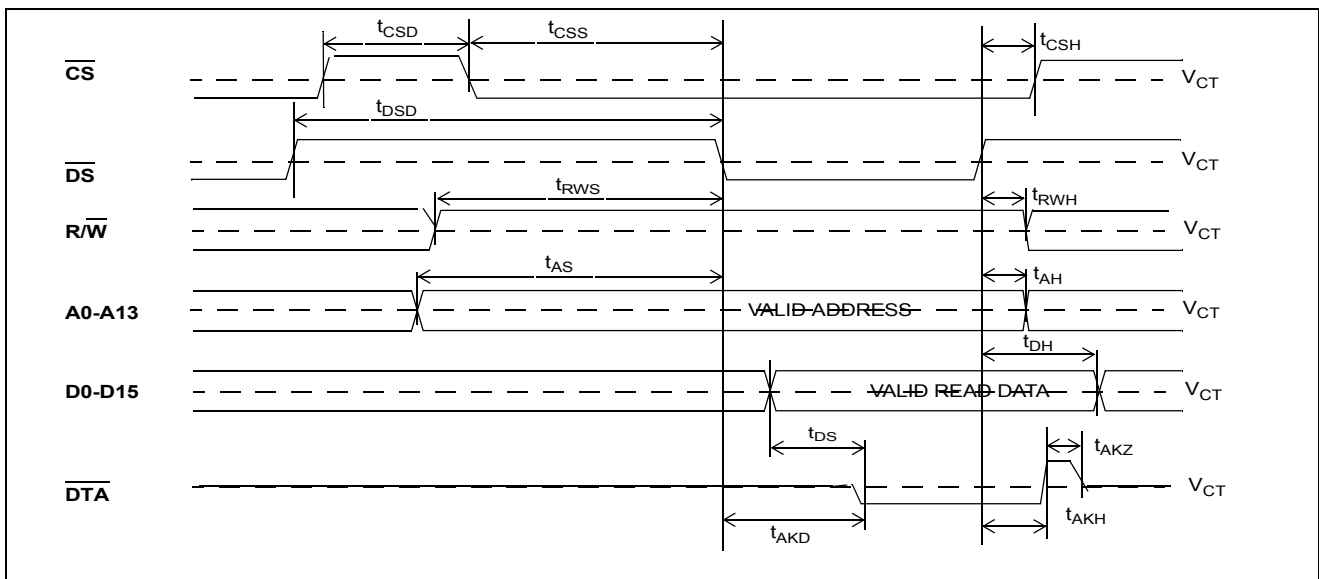 tCSD tCSS tCSH
CS VCT
tDSD
DS VCT
tRWS tRWH
R/W VCT
tAS tAH
A0-A13 VALID ADDRESS VCT
tDH
D0-D15 VALID READ DATA VCT
tDS tAKZ
DTA VCT
tAKD tAKH